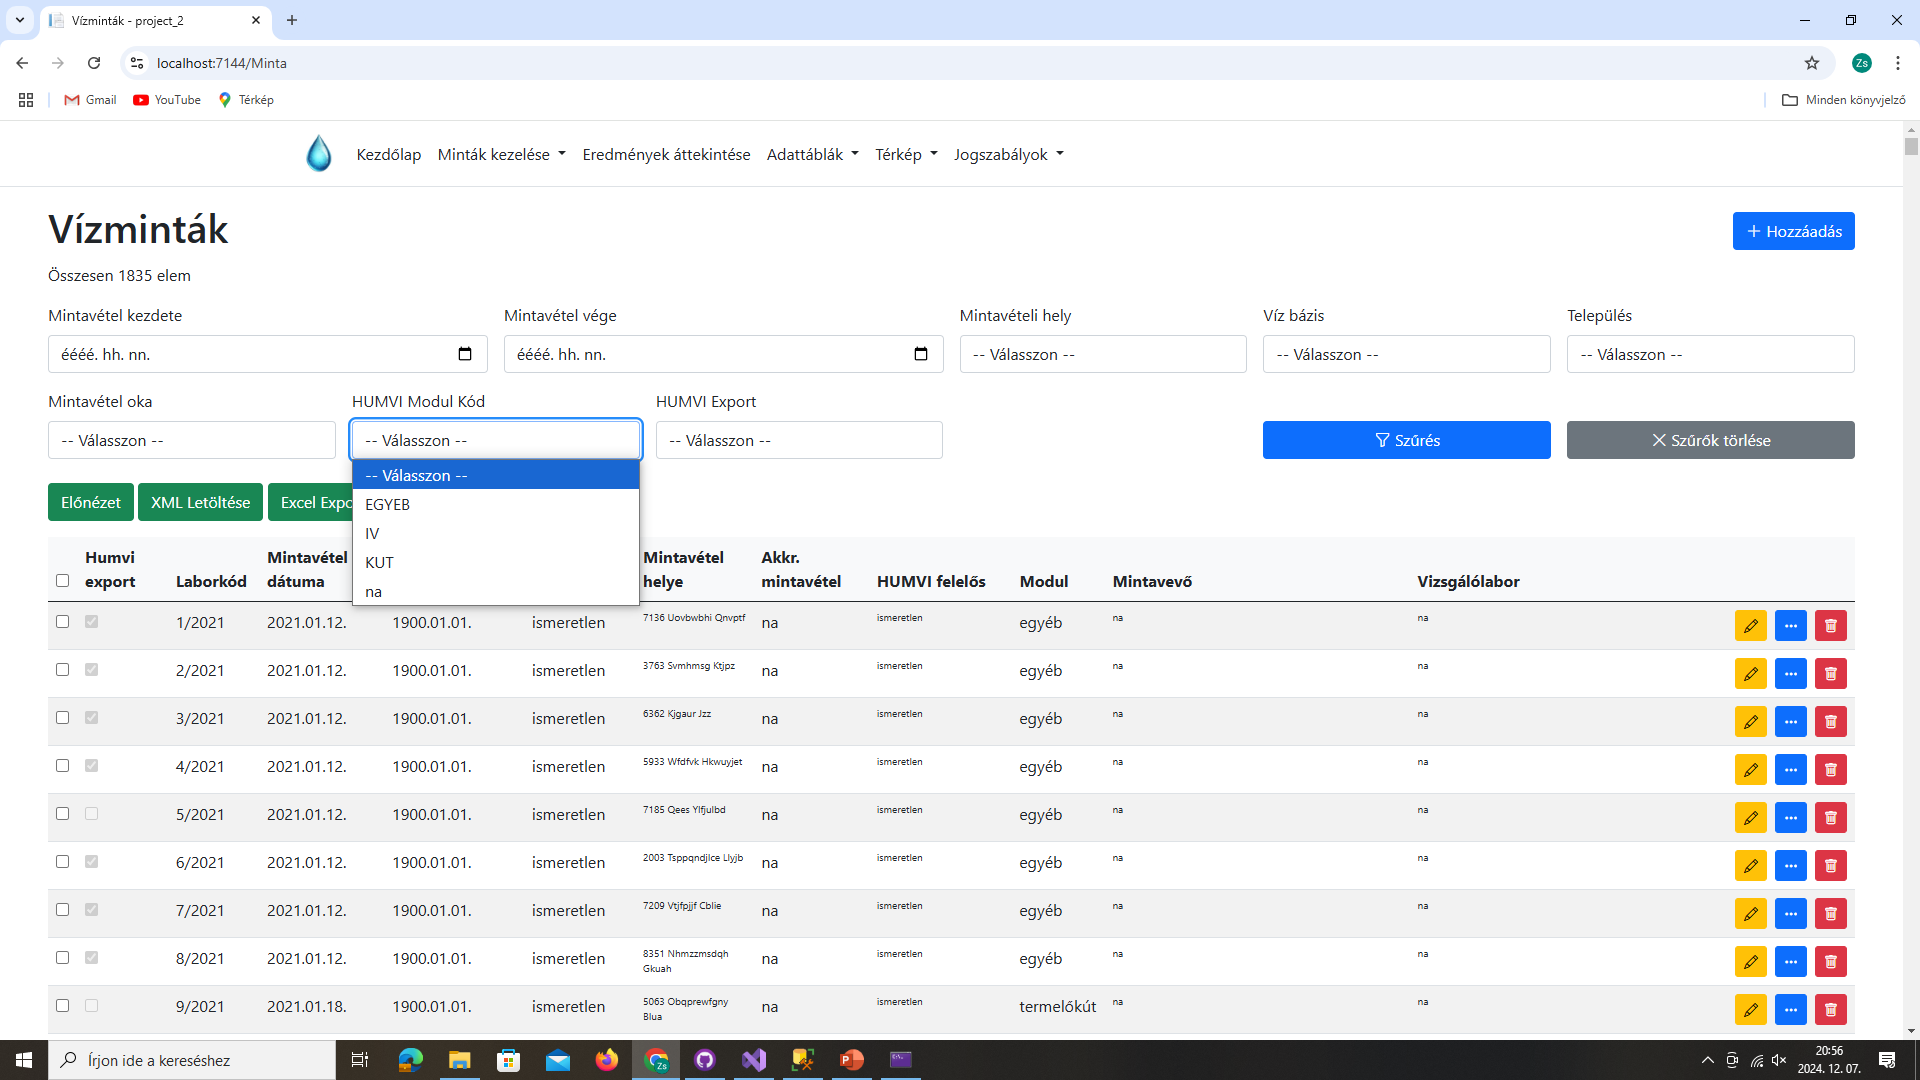 Vízminták - project_2
localhost:7144/Minta
Zs
Gmail
YouTube
Térkép
Minden könyvjelző
Kezdőlap
Minták kezelése
Eredmények áttekintése
Adattáblák
Térkép
Jogszabályok
Vízminták
Hozzáadás
Összesen 1835 elem
Mintavétel kezdete
Mintavétel vége
Mintavételi hely
Víz bázis
Település
éééé. hh. nn.
éééé. hh. nn.
-- Válasszon --
-- Válasszon --
-- Válasszon --
Mintavétel oka
HUMVI Modul Kód
HUMVI Export
-- Válasszon --
-- Válasszon --
-- Válasszon --
Szűrés
Szűrők törlése
-- Válasszon --
EGYEB
IV
KUT
na
Előnézet
XML Letöltése
Excel Expo
Humvi export
Laborkód
Mintavétel dátuma
Mintavétel helye
Akkr. mintavétel
HUMVI felelős
Modul
Mintavevő
Vizsgálólabor
1/2021 2021.01.12. 1900.01.01. ismeretlen 7136 Uovbwbhi Qnvptf na ismeretlen egyéb na na
2/2021 2021.01.12. 1900.01.01. ismeretlen 3763 Svmhmsg Ktjpz na ismeretlen egyéb na na
3/2021 2021.01.12. 1900.01.01. ismeretlen 6362 Kjgaur Jzz na ismeretlen egyéb na na
4/2021 2021.01.12. 1900.01.01. ismeretlen 5933 Wfdfvk Hkwuyjet na ismeretlen egyéb na na
5/2021 2021.01.12. 1900.01.01. ismeretlen 7185 Qees Ylfjulbd na ismeretlen egyéb na na
6/2021 2021.01.12. 1900.01.01. ismeretlen 2003 Tsppqndjlce Llyjb na ismeretlen egyéb na na
7/2021 2021.01.12. 1900.01.01. ismeretlen 7209 Vtjfpjjf Cblie na ismeretlen egyéb na na
8/2021 2021.01.12. 1900.01.01. ismeretlen 8351 Nhmzzmsdqh Gkuah na ismeretlen egyéb na na
9/2021 2021.01.18. 1900.01.01. ismeretlen 5063 Obqprewfgny Blua na ismeretlen termelőkút na na
Írjon ide a kereséshez
Zs
20:56
2024. 12. 07.